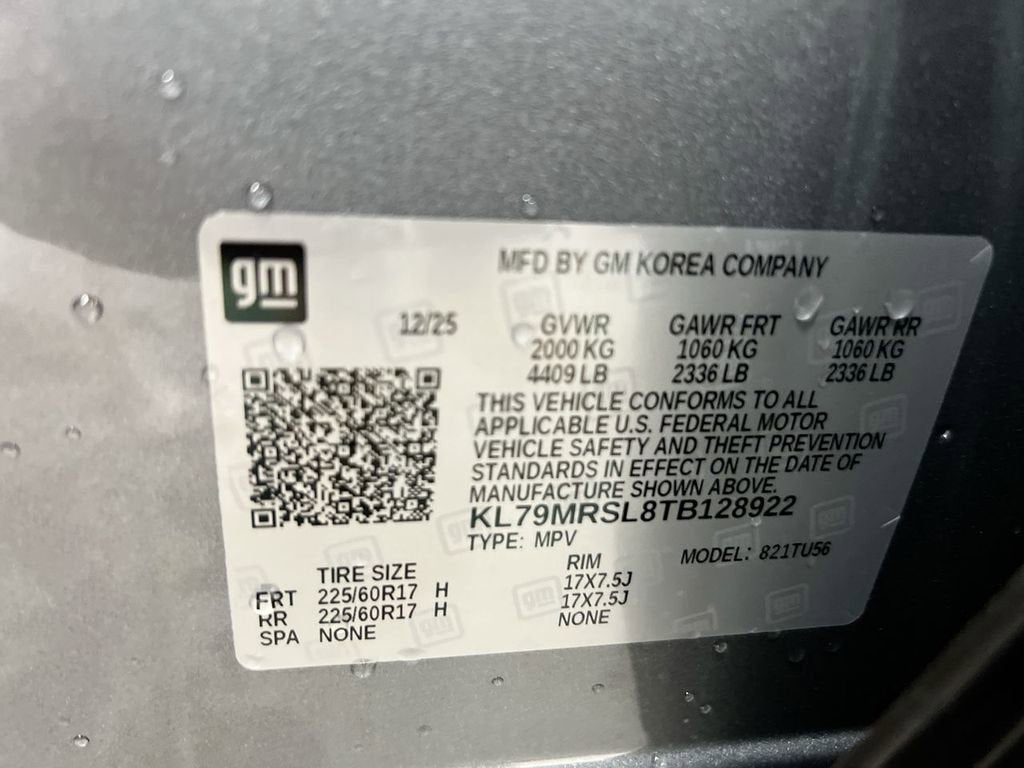 gm
MFD BY GM KOREA COMPANY
12/25
GVWR GAWR FRT GAWR RR
2000 KG 1060 KG 1060 KG
4409 LB 2336 LB 2336 LB
THIS VEHICLE CONFORMS TO ALL
APPLICABLE U.S. FEDERAL MOTOR
VEHICLE SAFETY AND THEFT PREVENTION
STANDARDS IN EFFECT ON THE DATE OF
MANUFACTURE SHOWN ABOVE.
KL79MRSL8TB128922
TYPE: MPV MODEL: 821TU56
TIRE SIZE RIM
FRT 225/60R17 H 17X7.5J
RR 225/60R17 H 17X7.5J
SPA NONE NONE